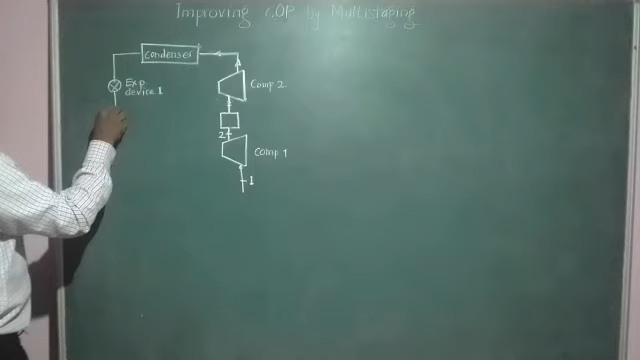 Improving COP by Multistaging
Condenser
Exp.
device 1
Comp 2
2
Comp 1
1